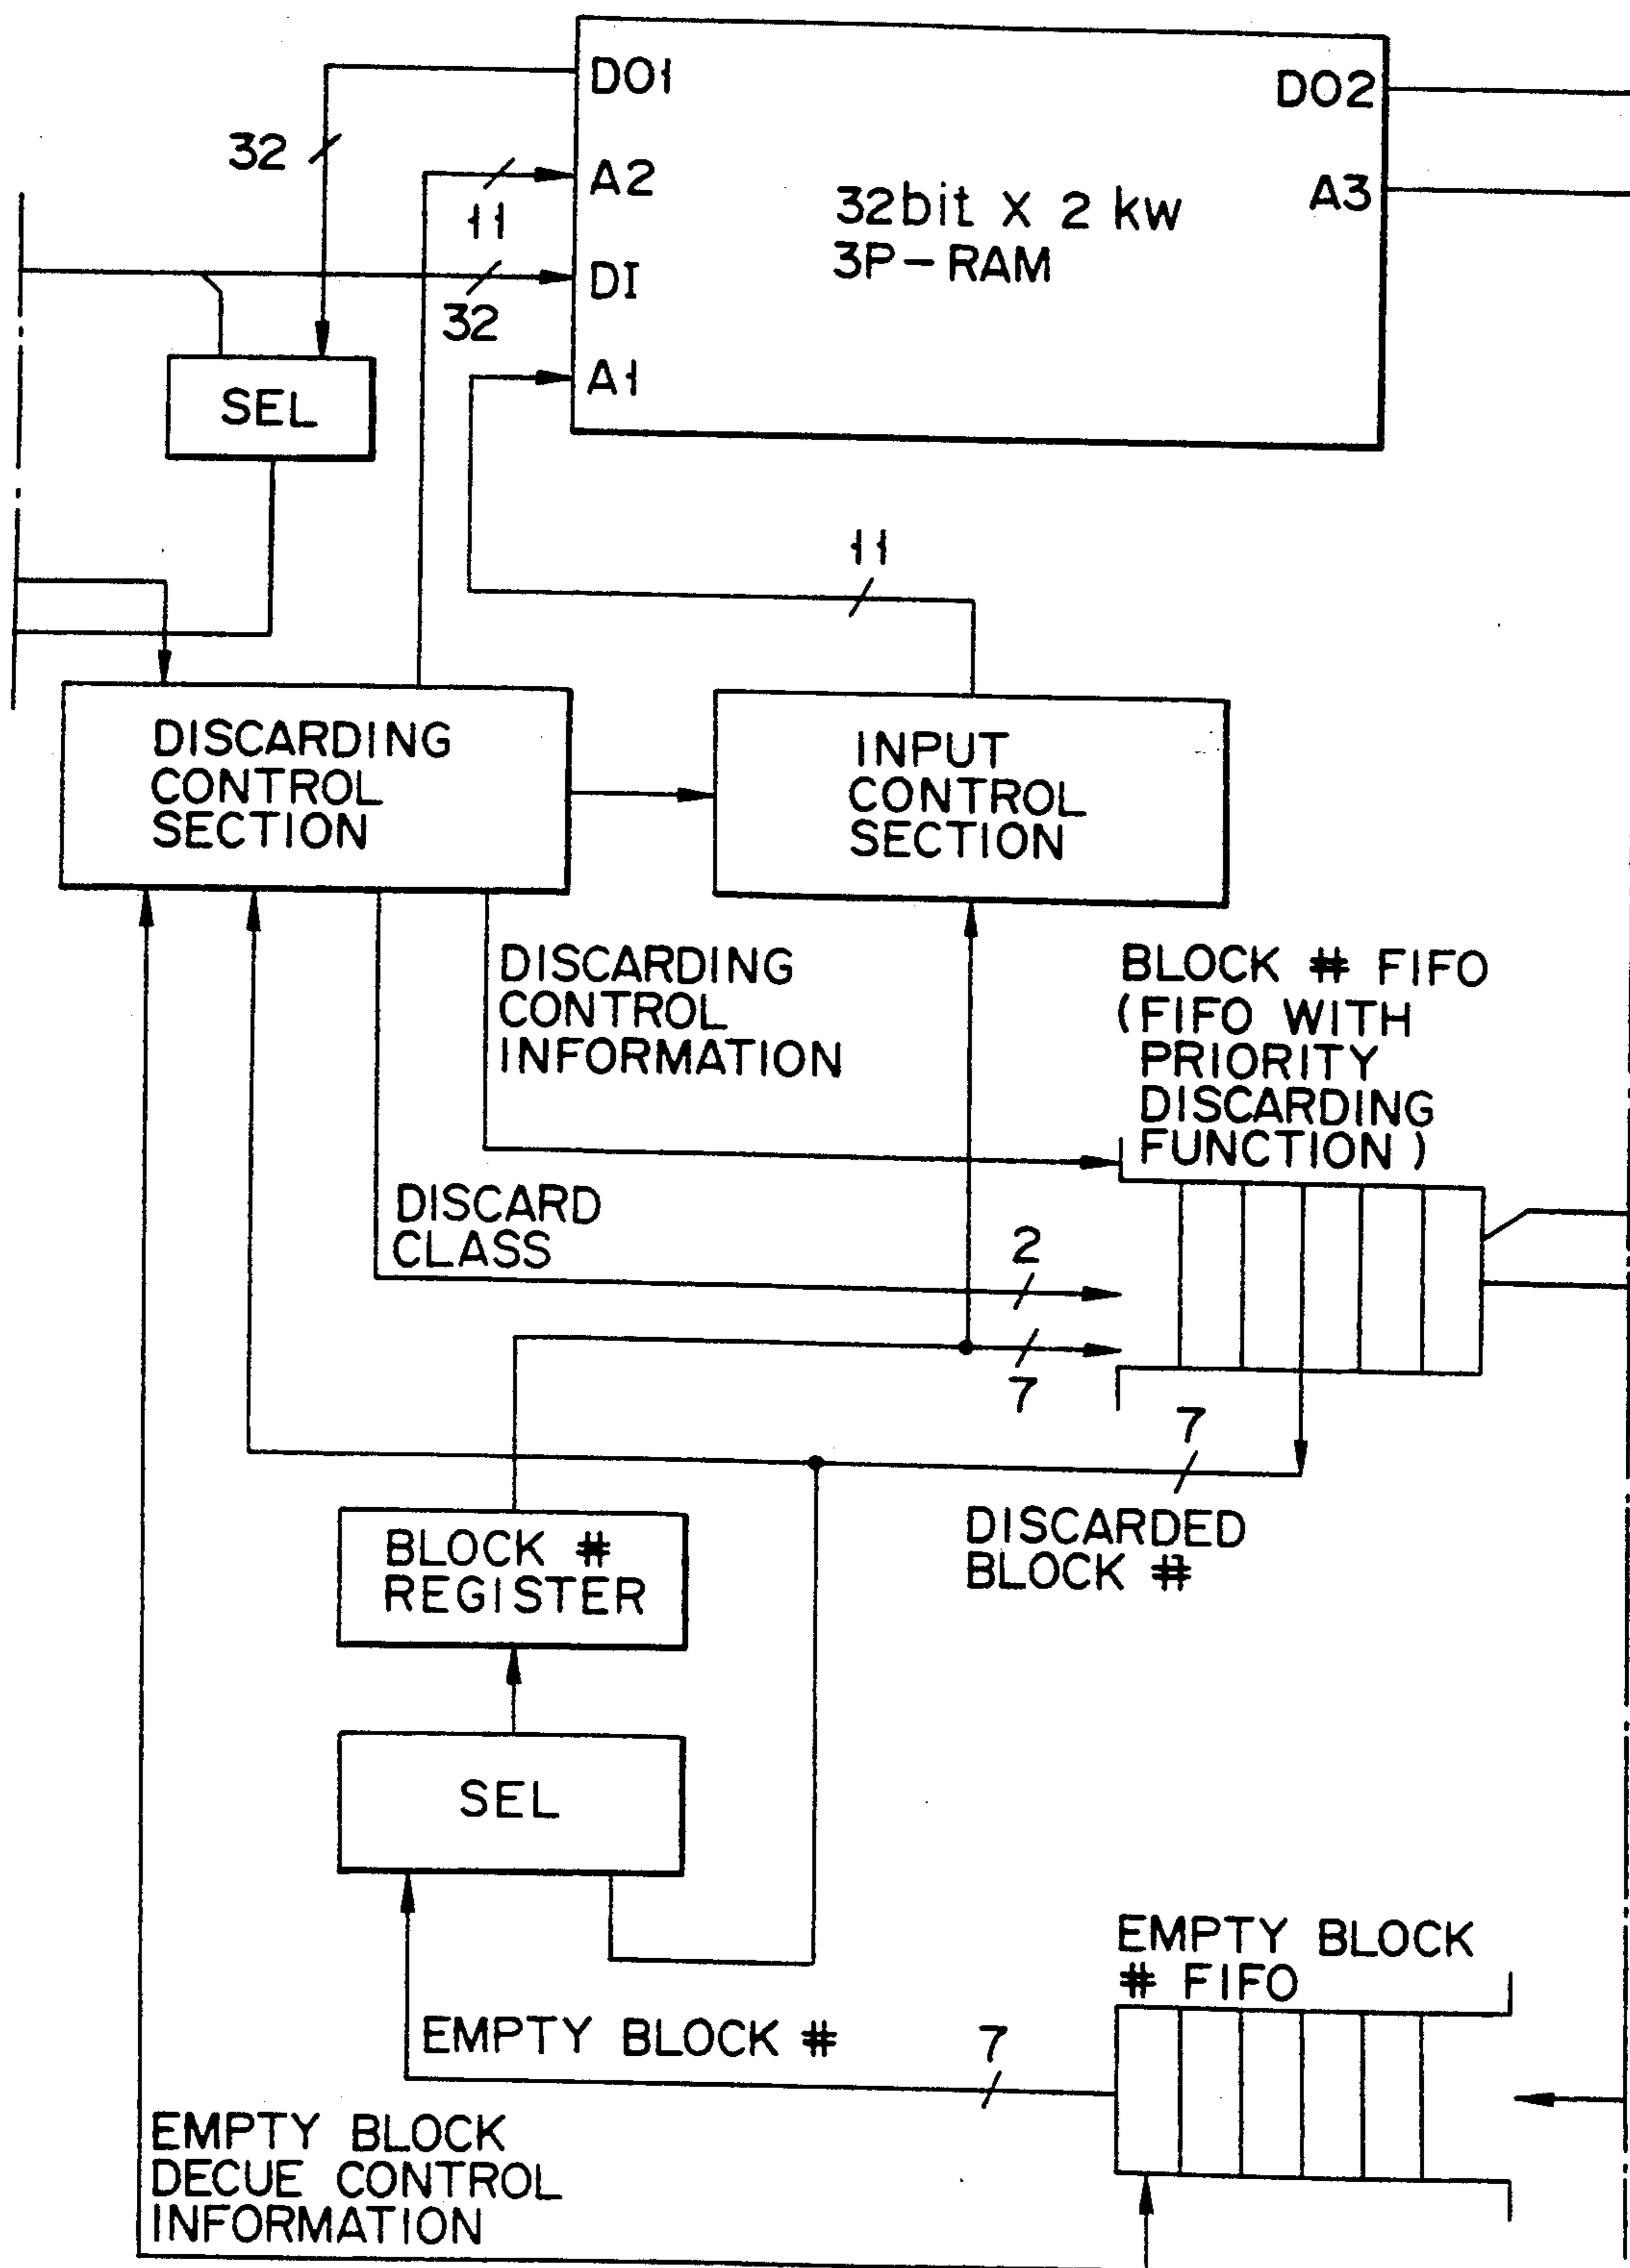 DO1
DO2
32
A2
A3
32bit X 2 kw
11
3P-RAM
DI
32
A1
SEL
11
DISCARDING
CONTROL
SECTION
INPUT
CONTROL
SECTION
DISCARDING
CONTROL
INFORMATION
BLOCK # FIFO
(FIFO WITH
PRIORITY
DISCARDING
FUNCTION)
DISCARD
CLASS
2
7
7
DISCARDED
BLOCK #
BLOCK #
REGISTER
SEL
EMPTY BLOCK
# FIFO
EMPTY BLOCK #
7
EMPTY BLOCK
DECUE CONTROL
INFORMATION